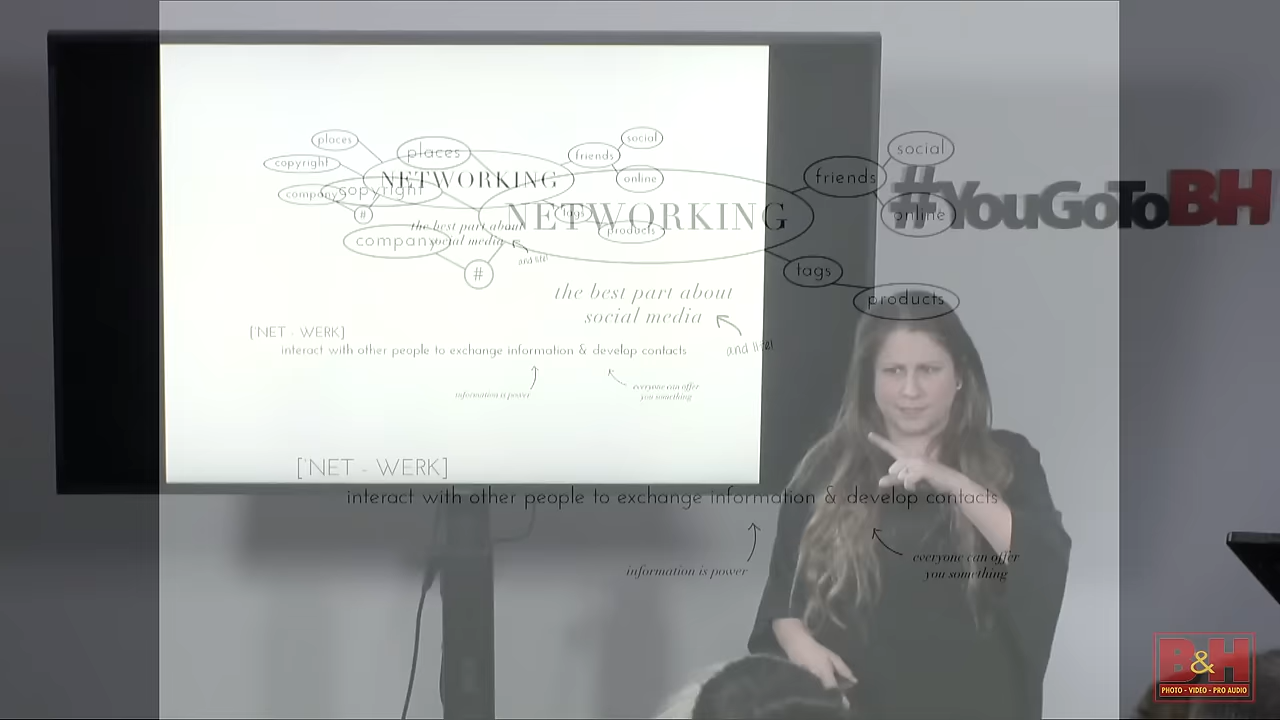 places
copyright
company
#
NETWORKING
friends
social
online
tags
products
the best part about
social media
and life!
['NET - WERK]
interact with other people to exchange information & develop contacts
information is power
everyone can offer
you something
places
copyright
company
#
NETWORKING
friends
social
online
tags
products
the best part about
social media
and life!
['NET - WERK]
interact with other people to exchange information & develop contacts
information is power
everyone can offer
you something
#YouGoToBH
B&H
PHOTO - VIDEO - PRO AUDIO